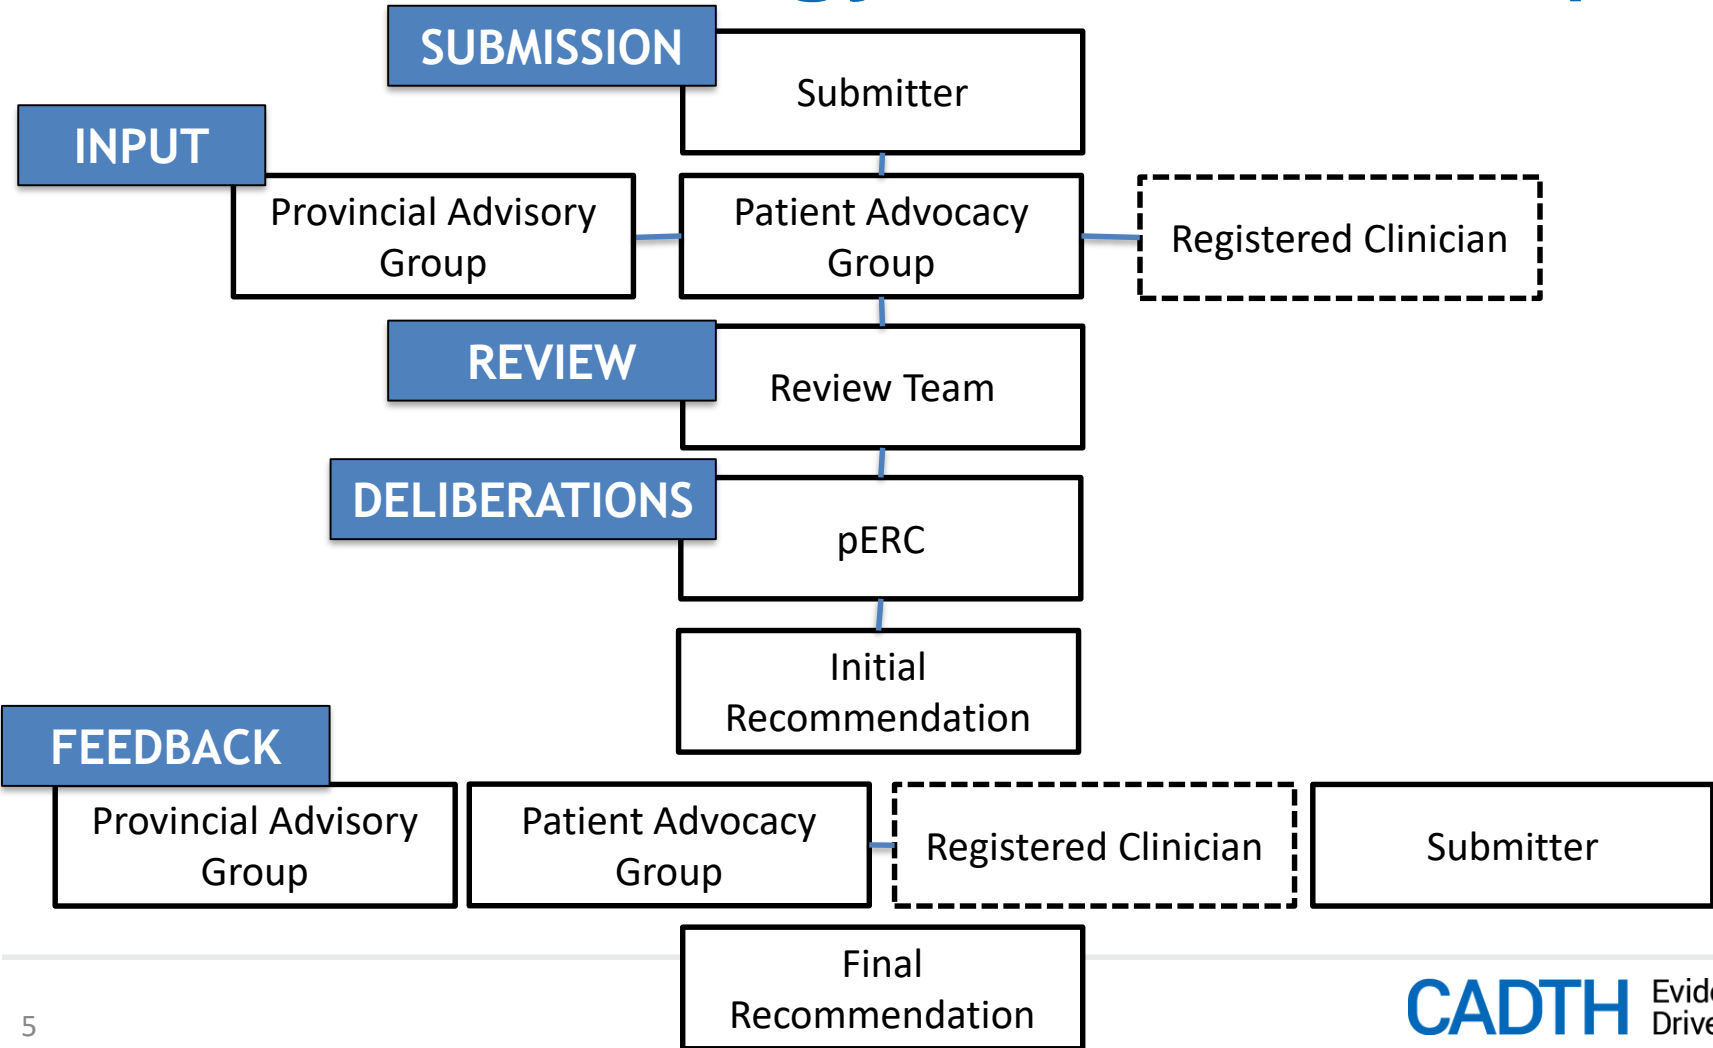 SUBMISSION
Submitter
INPUT
Provincial Advisory
Group
Patient Advocacy
Group
Registered Clinician
REVIEW
Review Team
DELIBERATIONS
pERC
Initial
Recommendation
FEEDBACK
Provincial Advisory
Group
Patient Advocacy
Group
Registered Clinician
Submitter
Final
Recommendation
5
CADTH